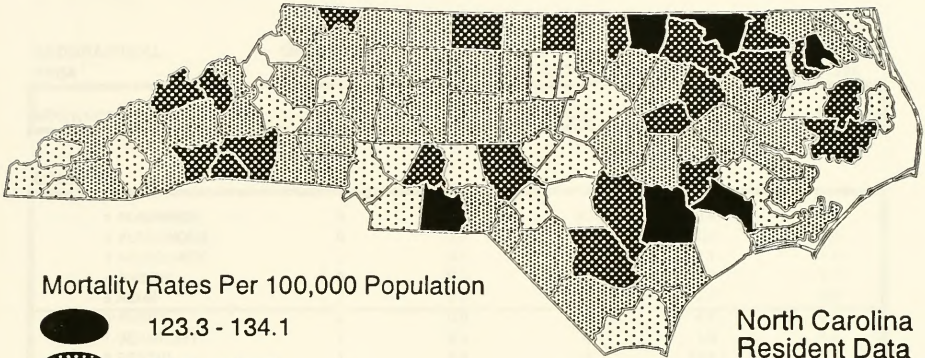 Mortality Rates Per 100,000 Population
123.3 - 134.1
North Carolina
Resident Data